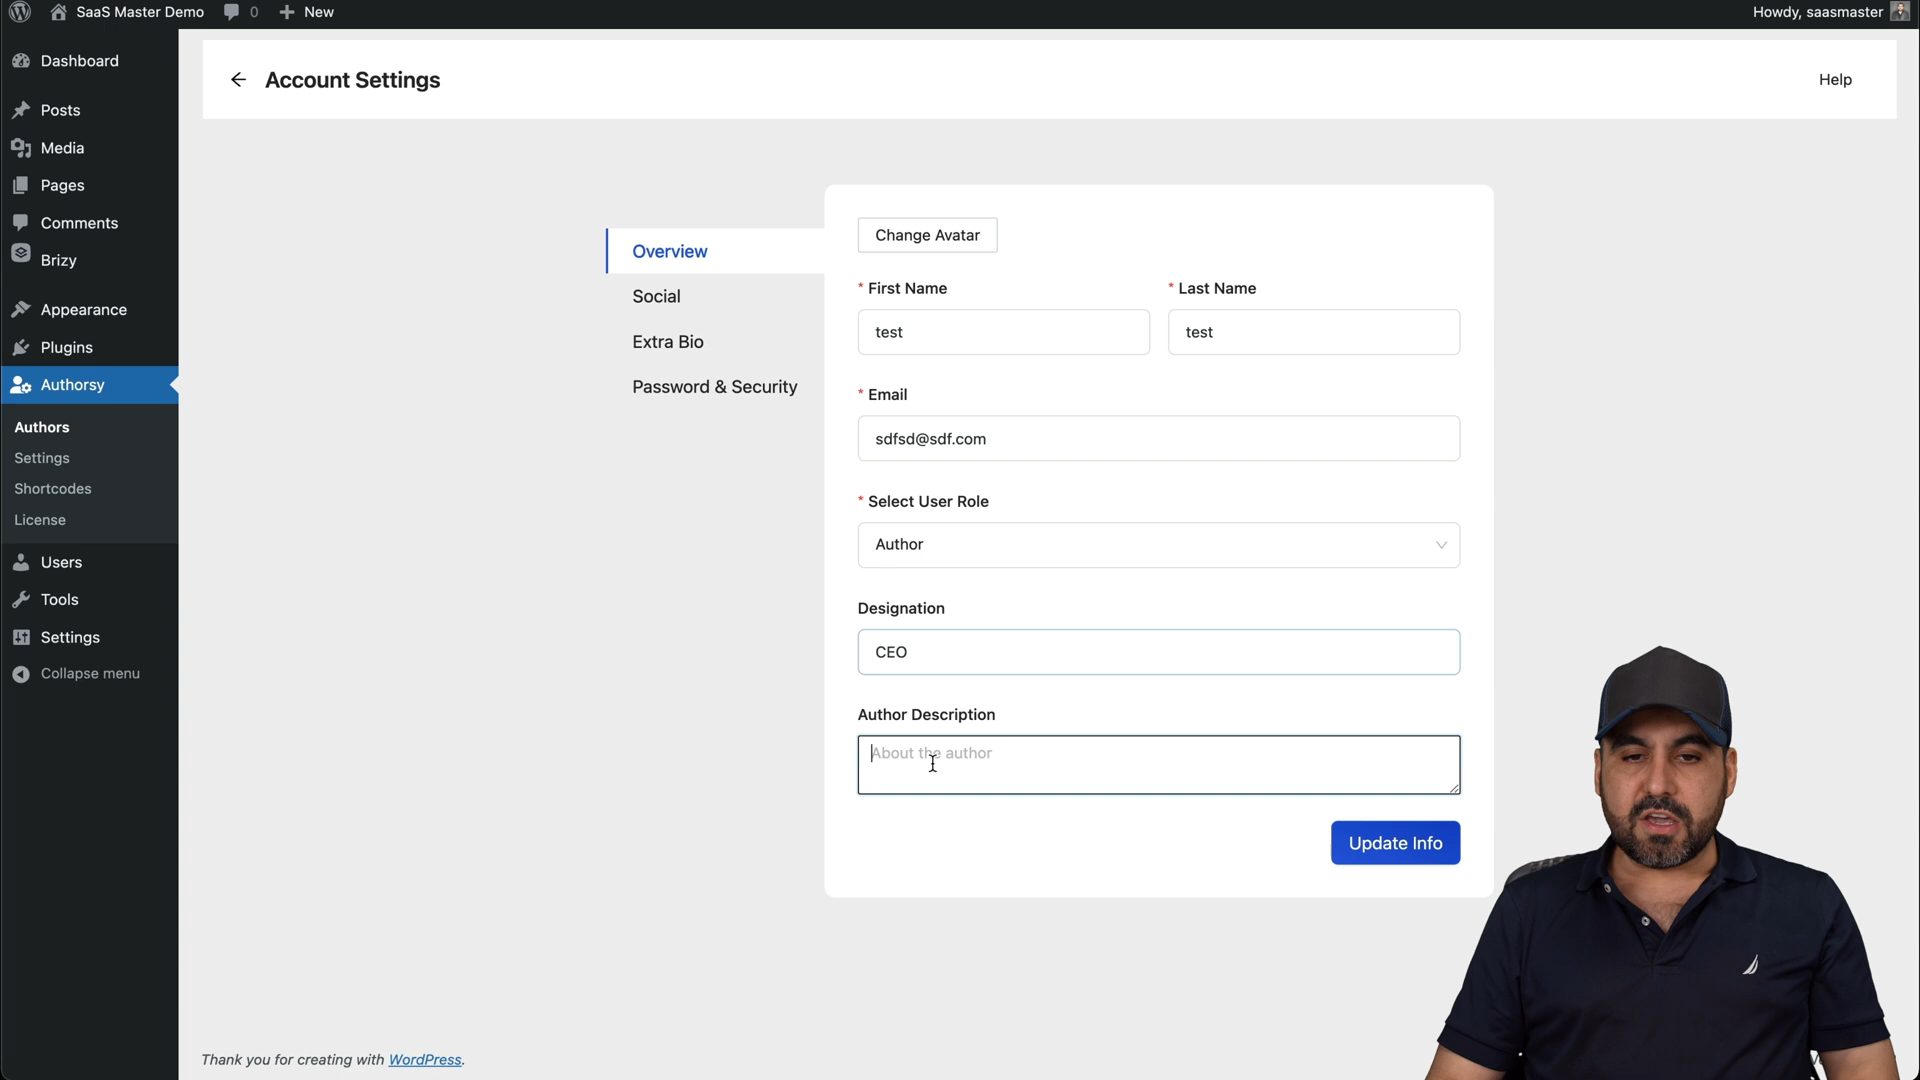 SaaS Master Demo
0
New
Howdy, saasmaster
Dashboard
Posts
Media
Pages
Comments
Brizy
Appearance
Plugins
Authorsy
Authors
Settings
Shortcodes
License
Users
Tools
Settings
Collapse menu
Account Settings
Help
Overview
Social
Extra Bio
Password & Security
Change Avatar
* First Name
* Last Name
test
test
* Email
sdfsd@sdf.com
* Select User Role
Author
Designation
CEO
Author Description
About the author
Update Info
Thank you for creating with WordPress.